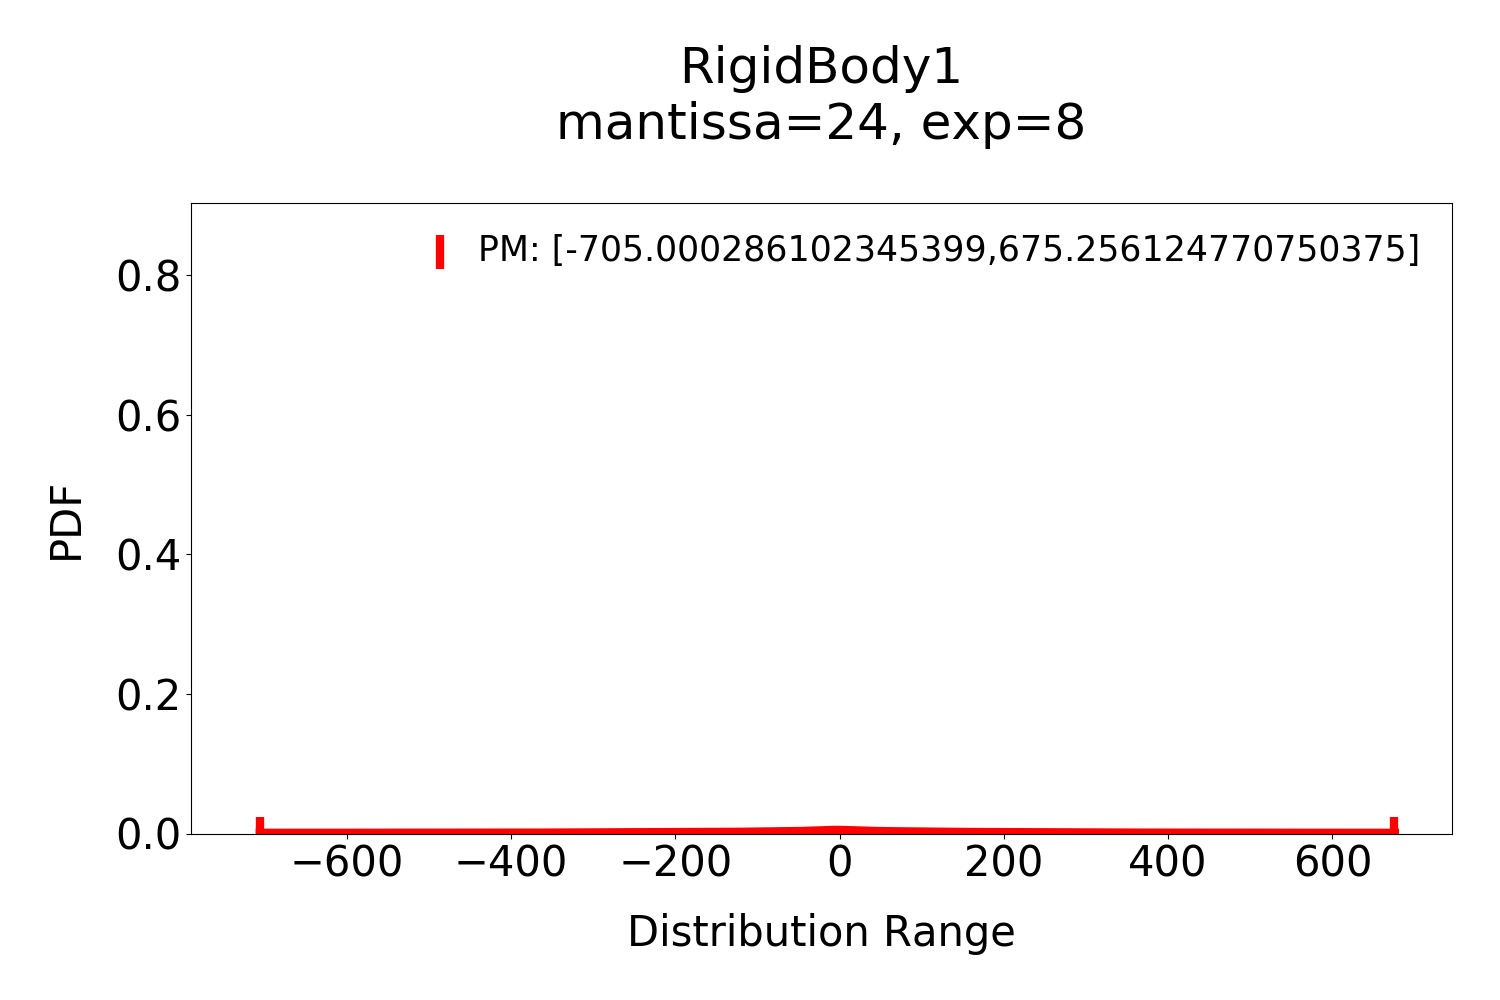 RigidBody1
mantissa=24, exp=8
PM: [-705.000286102345399,675.256124770750375]
0.8
0.6
0.4
0.2
0.0
PDF
−600 −400 −200 0 200 400 600
Distribution Range